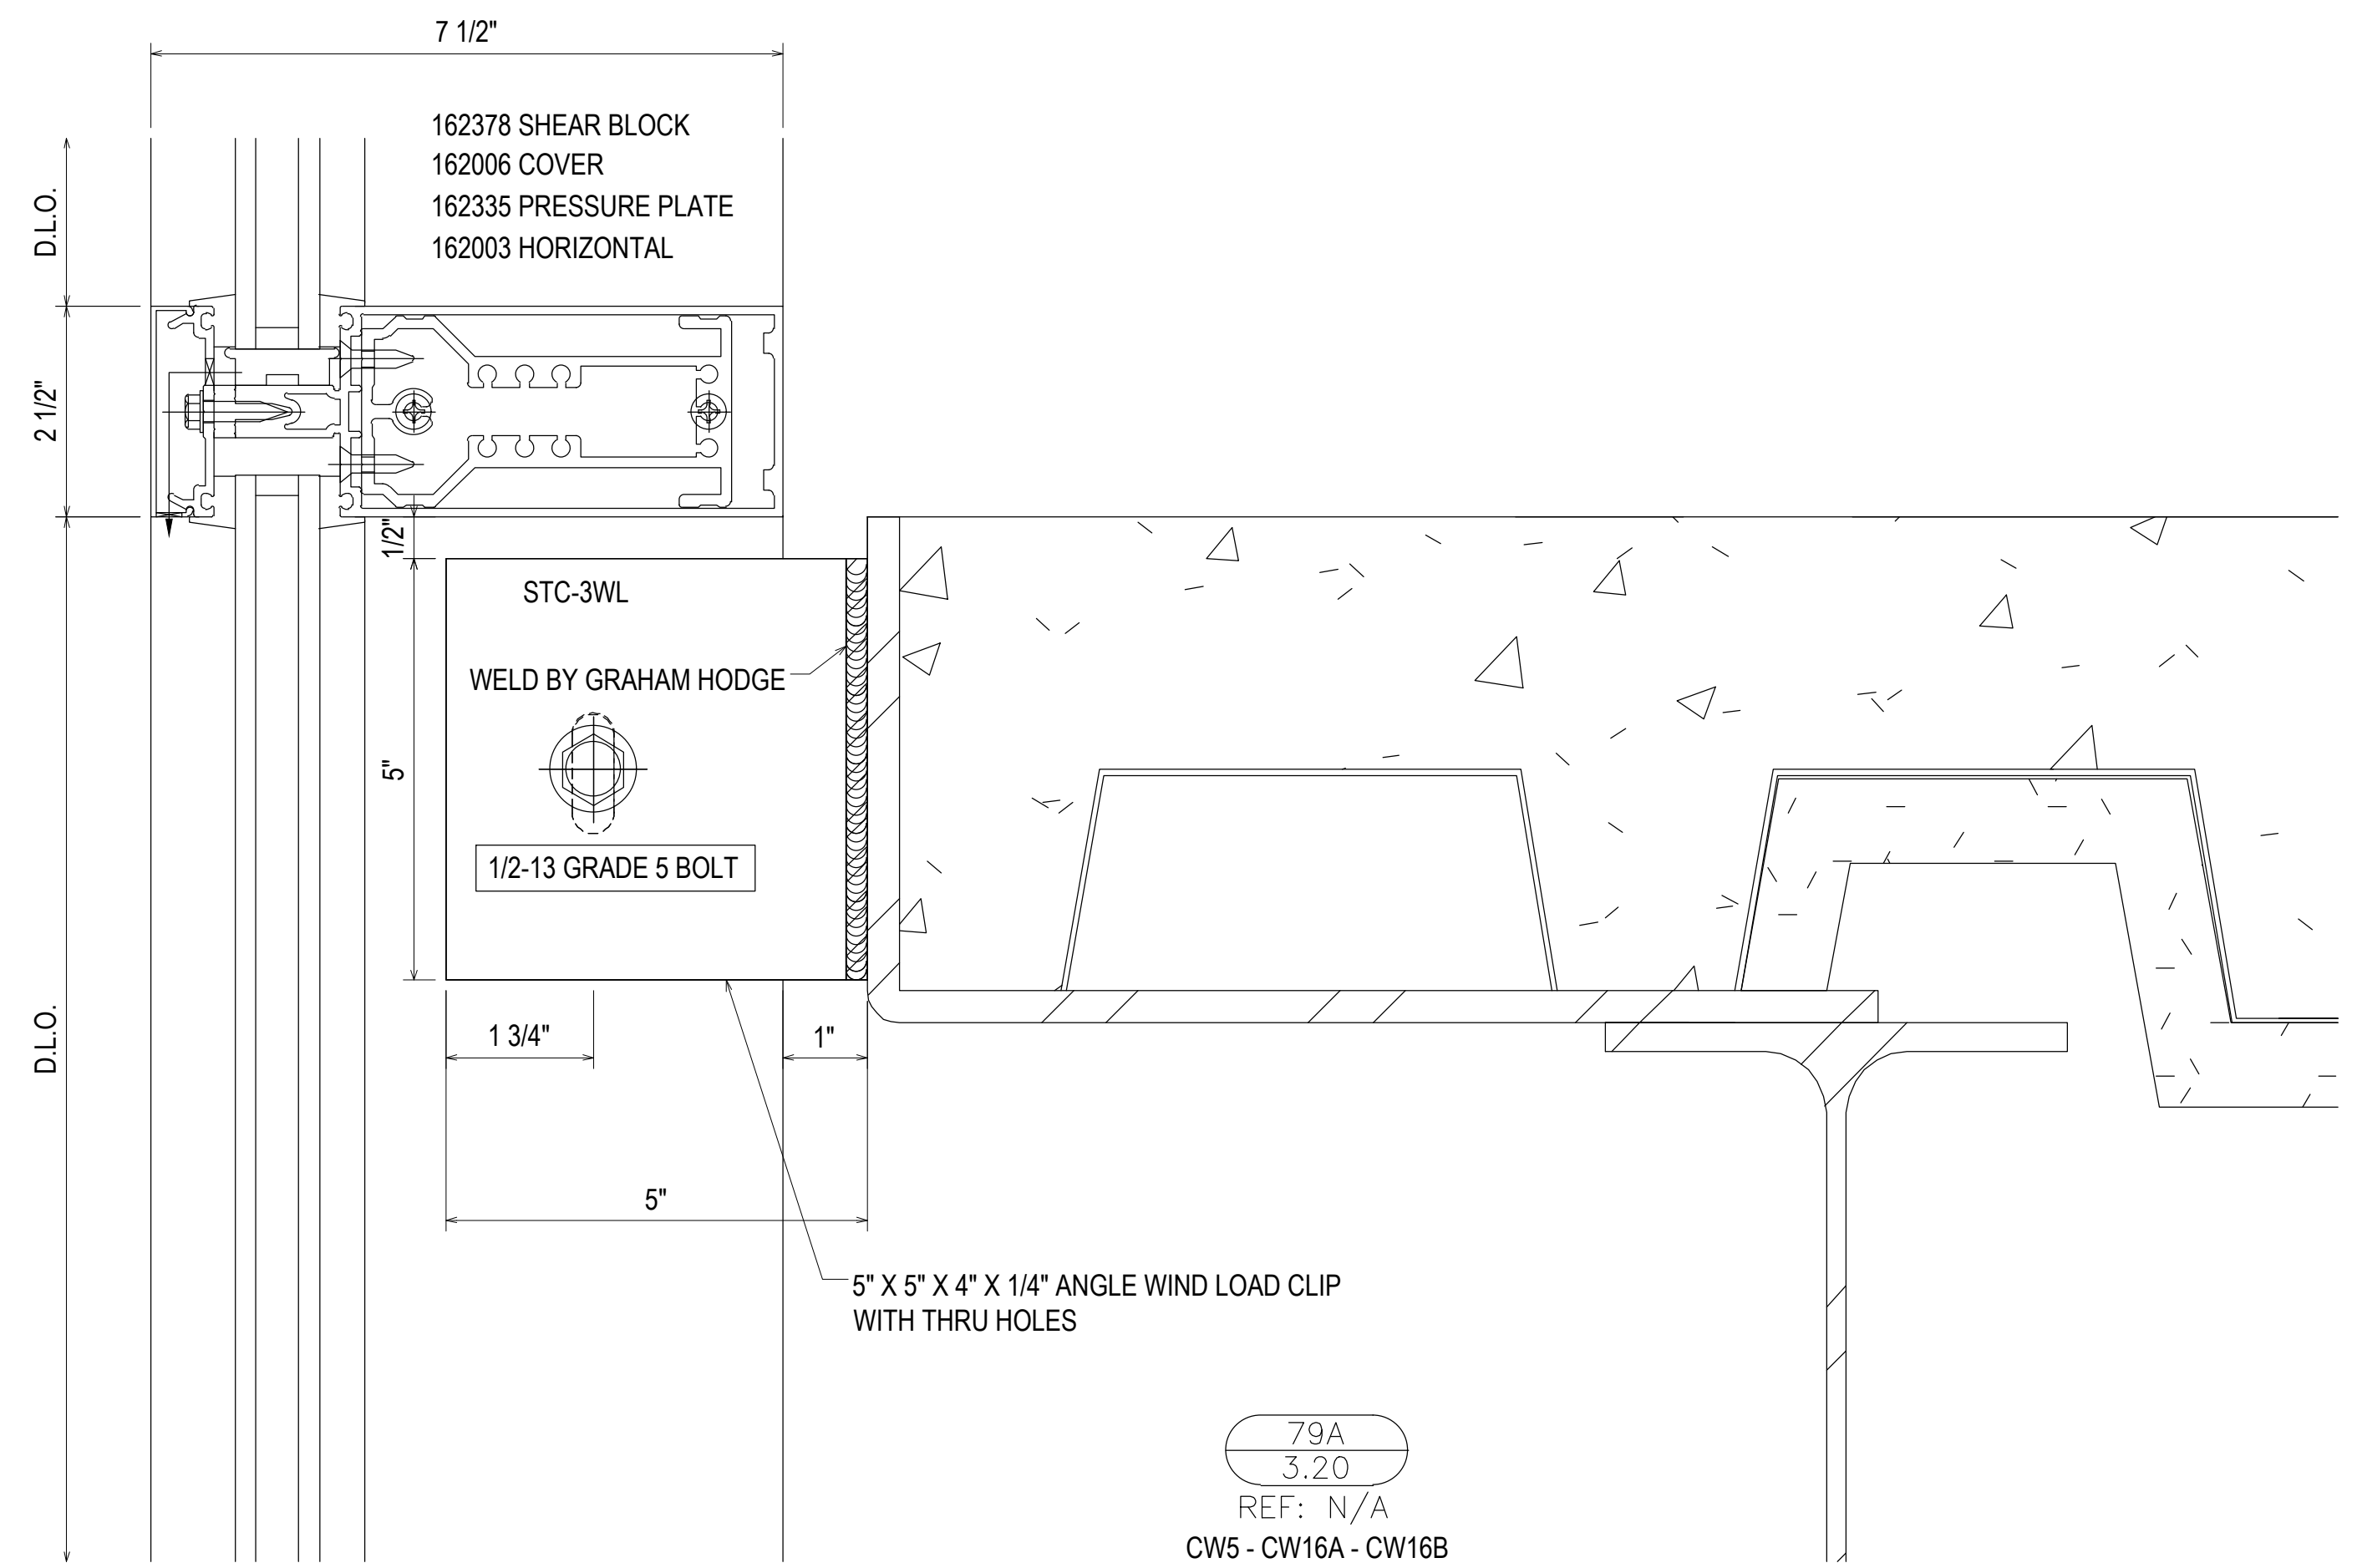 7 1/2"
162378 SHEAR BLOCK
162006 COVER
162335 PRESSURE PLATE
162003 HORIZONTAL
D.L.O.
2 1/2"
1/2"
STC-3WL
WELD BY GRAHAM HODGE
5"
1/2-13 GRADE 5 BOLT
D.L.O.
1 3/4"
1"
5"
5" X 5" X 4" X 1/4" ANGLE WIND LOAD CLIP
WITH THRU HOLES
79A
3.20
REF: N/A
CW5 - CW16A - CW16B